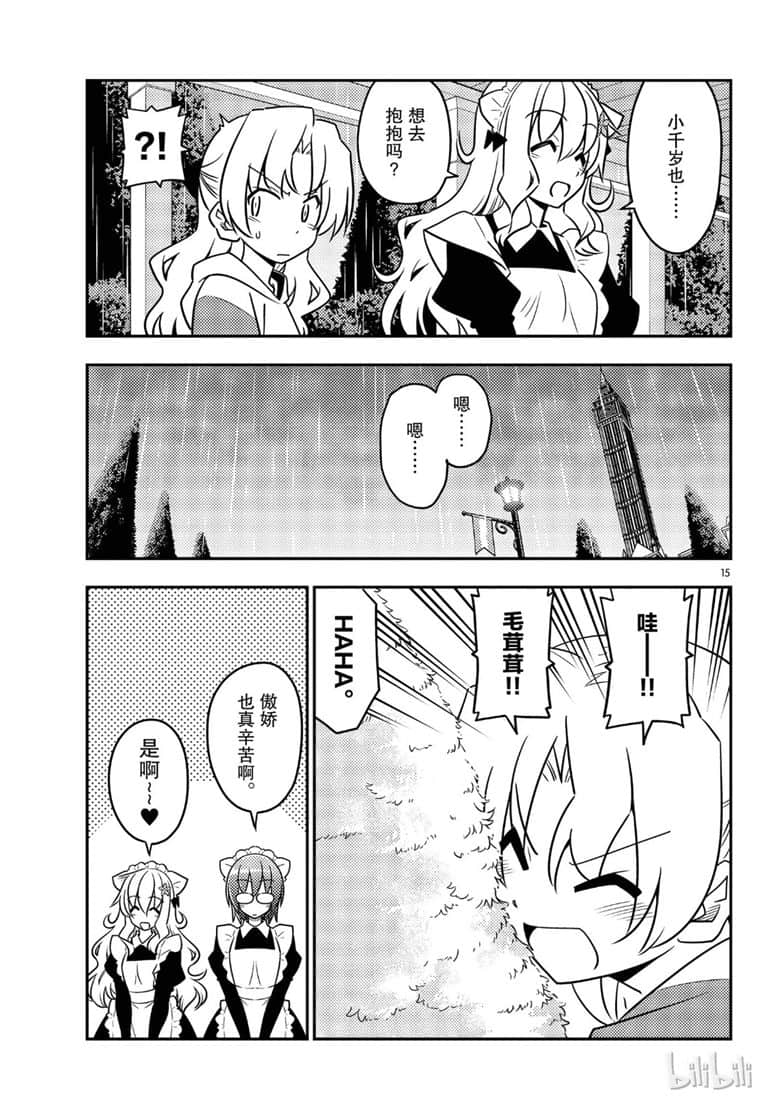 小千岁也……
想去
抱抱吗？
?!
嗯……
嗯……
15
哇——!!
毛茸茸!!
HAHA。
傲娇
也真辛苦啊。
是啊~~♥
bilibili